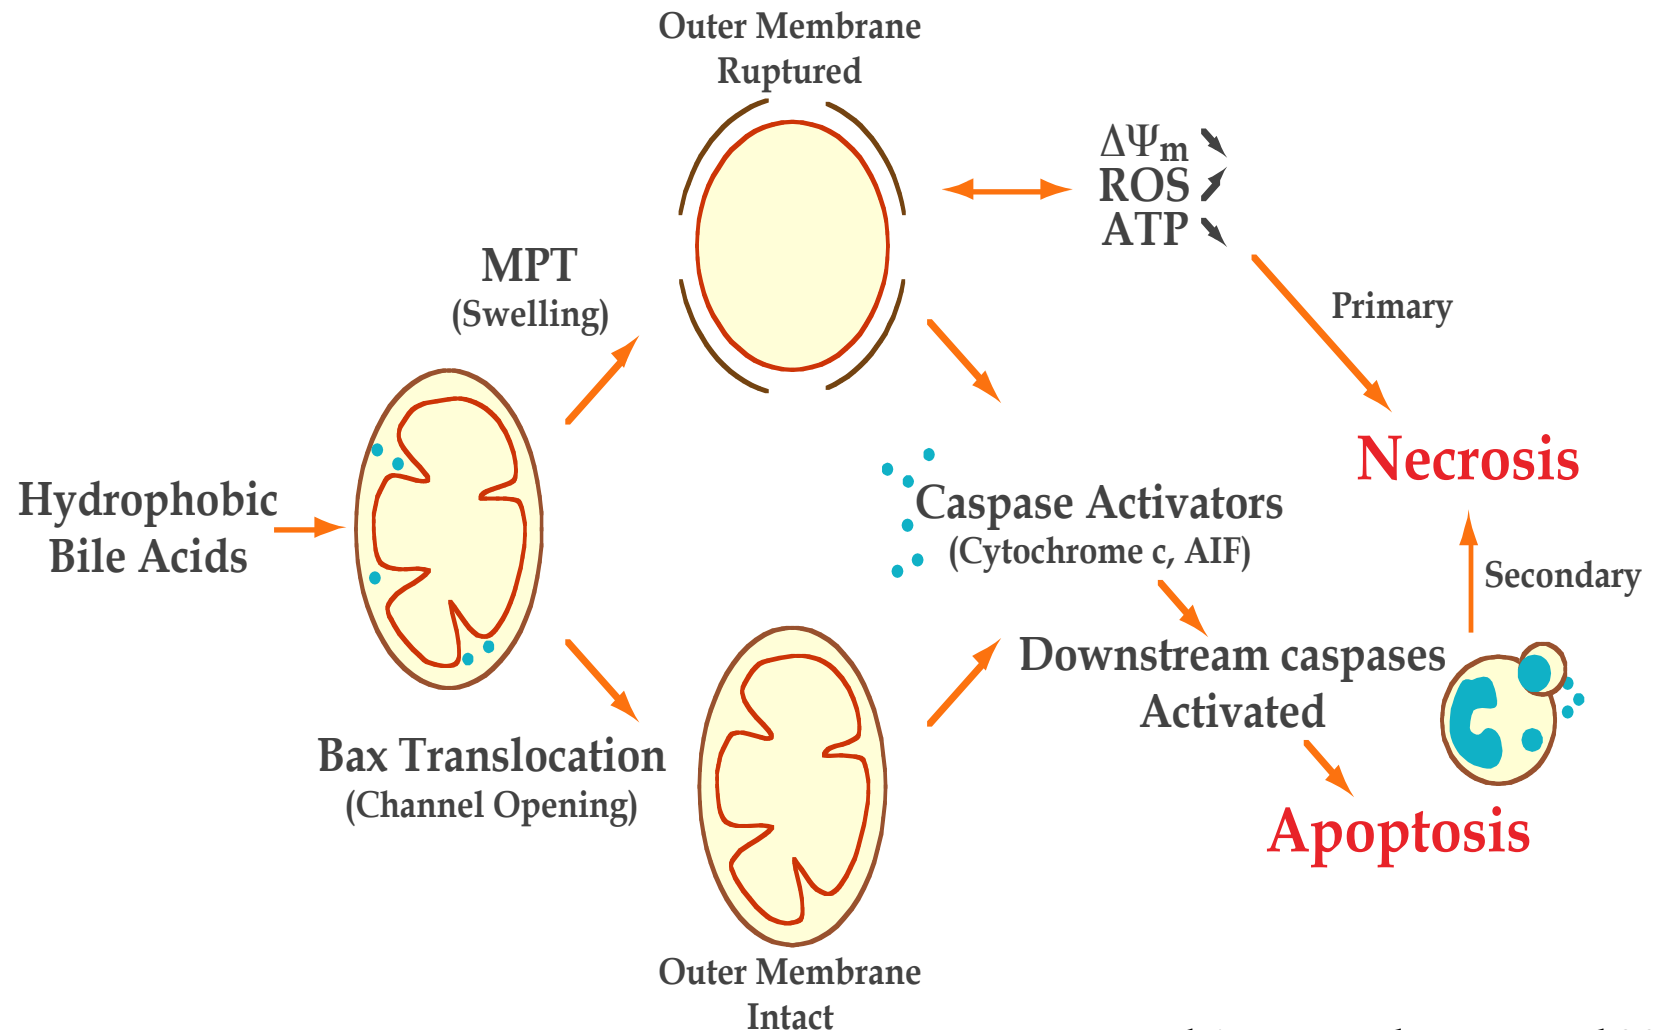 Outer Membrane
Ruptured
ΔΨm
ROS
ATP
MPT
(Swelling)
Primary
Necrosis
Hydrophobic
Bile Acids
Caspase Activators
(Cytochrome c, AIF)
Secondary
Downstream caspases
Activated
Bax Translocation
(Channel Opening)
Apoptosis
Outer Membrane
Intact